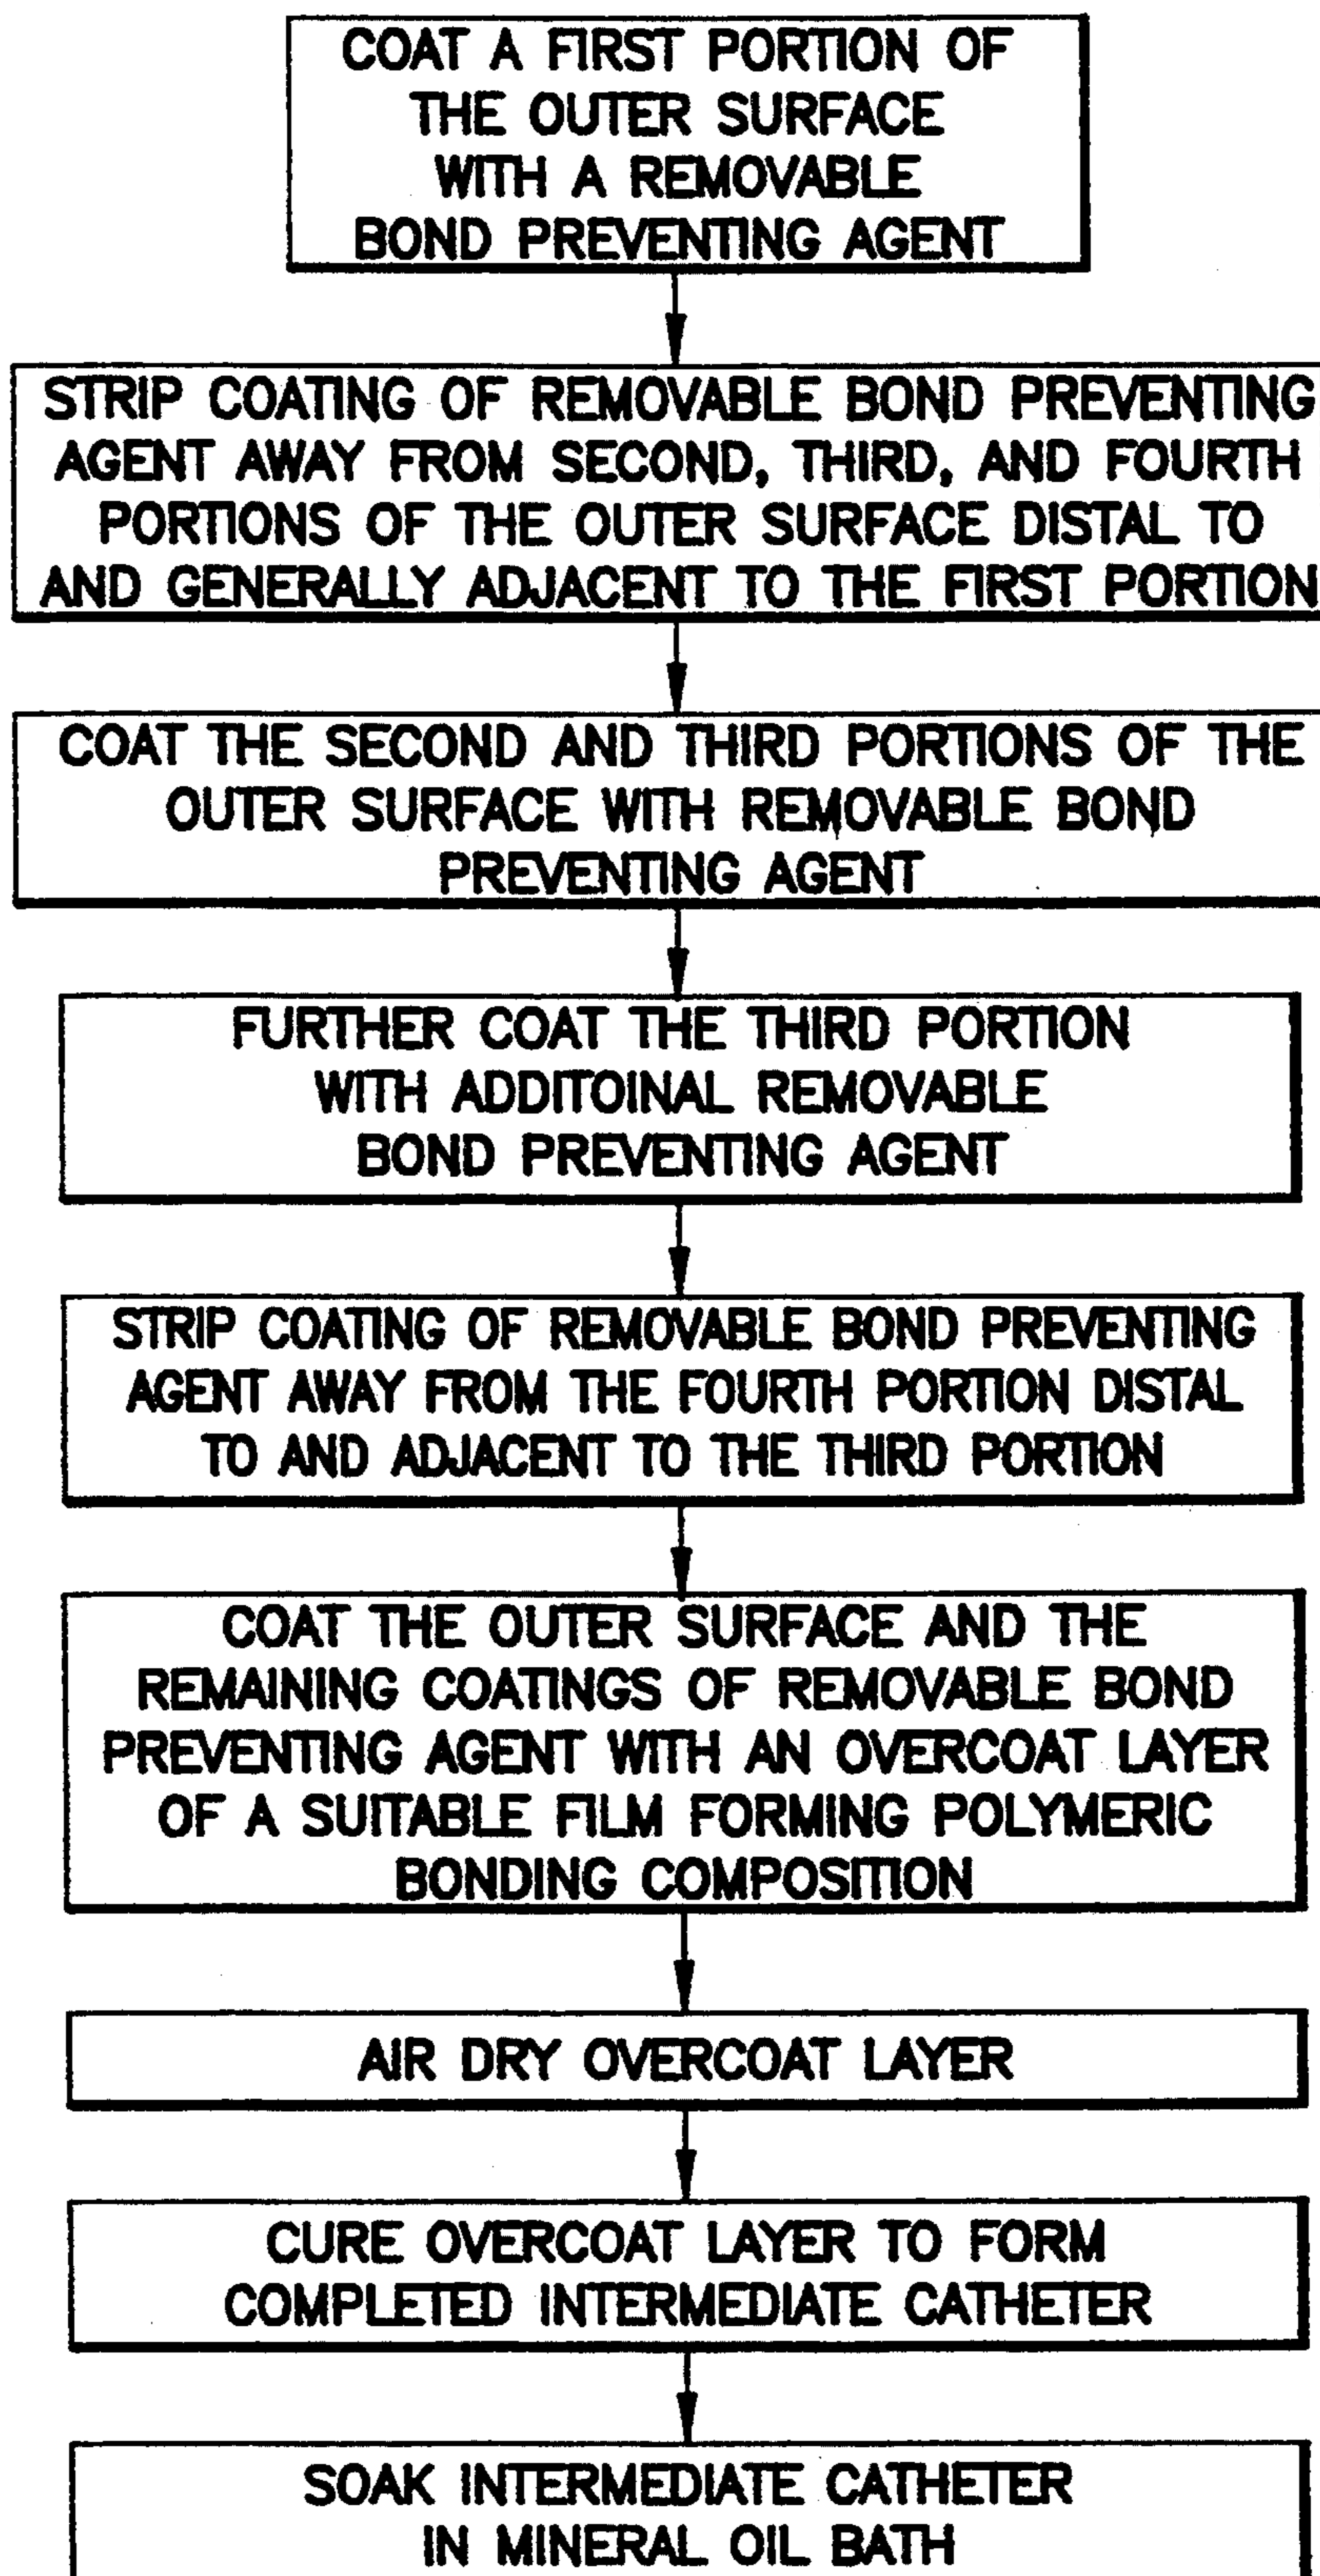 COAT A FIRST PORTION OF
THE OUTER SURFACE
WITH A REMOVABLE
BOND PREVENTING AGENT
STRIP COATING OF REMOVABLE BOND PREVENTING
AGENT AWAY FROM SECOND, THIRD, AND FOURTH
PORTIONS OF THE OUTER SURFACE DISTAL TO
AND GENERALLY ADJACENT TO THE FIRST PORTION
COAT THE SECOND AND THIRD PORTIONS OF THE
OUTER SURFACE WITH REMOVABLE BOND
PREVENTING AGENT
FURTHER COAT THE THIRD PORTION
WITH ADDITOINAL REMOVABLE
BOND PREVENTING AGENT
STRIP COATING OF REMOVABLE BOND PREVENTING
AGENT AWAY FROM THE FOURTH PORTION DISTAL
TO AND ADJACENT TO THE THIRD PORTION
COAT THE OUTER SURFACE AND THE
REMAINING COATINGS OF REMOVABLE BOND
PREVENTING AGENT WITH AN OVERCOAT LAYER
OF A SUITABLE FILM FORMING POLYMERIC
BONDING COMPOSITION
AIR DRY OVERCOAT LAYER
CURE OVERCOAT LAYER TO FORM
COMPLETED INTERMEDIATE CATHETER
SOAK INTERMEDIATE CATHETER
IN MINERAL OIL BATH